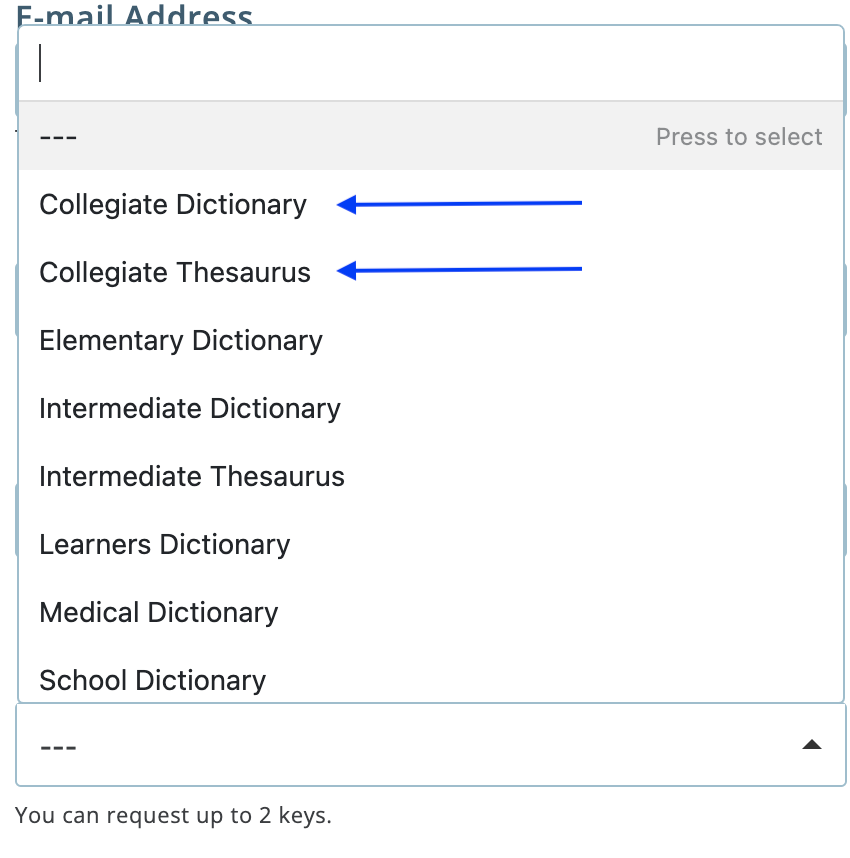 E-mail Address
---
Press to select
Collegiate Dictionary
Collegiate Thesaurus
Elementary Dictionary
Intermediate Dictionary
Intermediate Thesaurus
Learners Dictionary
Medical Dictionary
School Dictionary
---
You can request up to 2 keys.